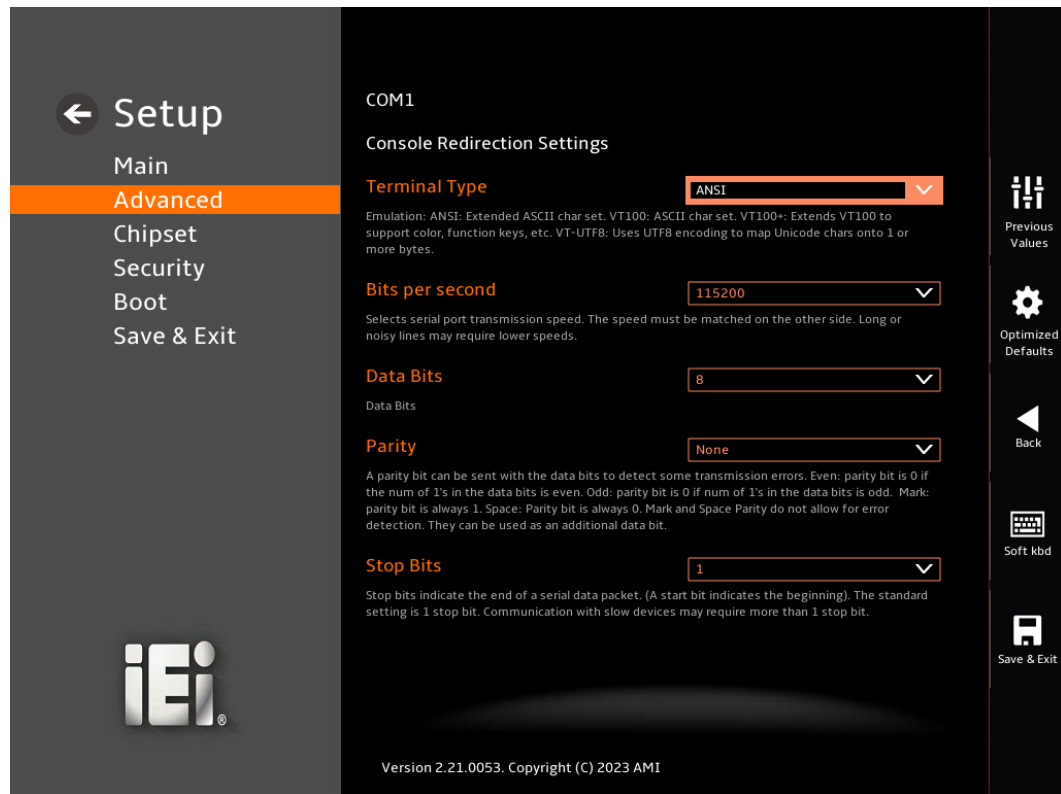 Setup
Main
Advanced
Chipset
Security
Boot
Save & Exit
iEi®
COM1
Console Redirection Settings
Terminal Type
ANSI
Emulation: ANSI: Extended ASCII char set. VT100: ASCII char set. VT100+: Extends VT100 to
support color, function keys, etc. VT-UTF8: Uses UTF8 encoding to map Unicode chars onto 1 or
more bytes.
Bits per second
115200
Selects serial port transmission speed. The speed must be matched on the other side. Long or
noisy lines may require lower speeds.
Data Bits
8
Data Bits
Parity
None
A parity bit can be sent with the data bits to detect some transmission errors. Even: parity bit is 0 if
the num of 1's in the data bits is even. Odd: parity bit is 0 if num of 1's in the data bits is odd. Mark:
parity bit is always 1. Space: Parity bit is always 0. Mark and Space Parity do not allow for error
detection. They can be used as an additional data bit.
Stop Bits
1
Stop bits indicate the end of a serial data packet. (A start bit indicates the beginning). The standard
setting is 1 stop bit. Communication with slow devices may require more than 1 stop bit.
Version 2.21.0053. Copyright (C) 2023 AMI
Previous
Values
Optimized
Defaults
Back
Soft kbd
Save & Exit